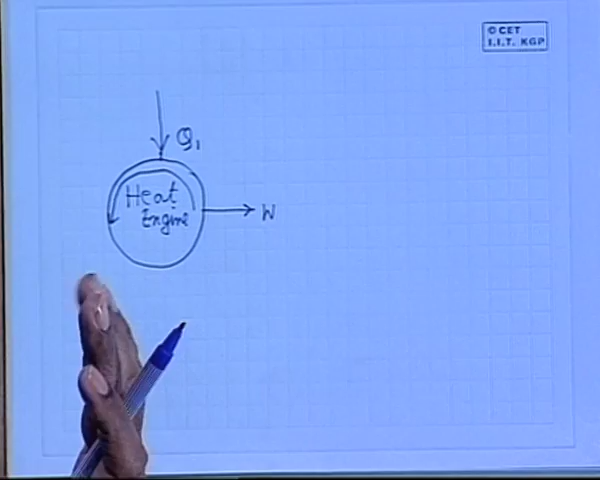 © CET
I.I.T. KGP
Q₁
Heat
Engine
W